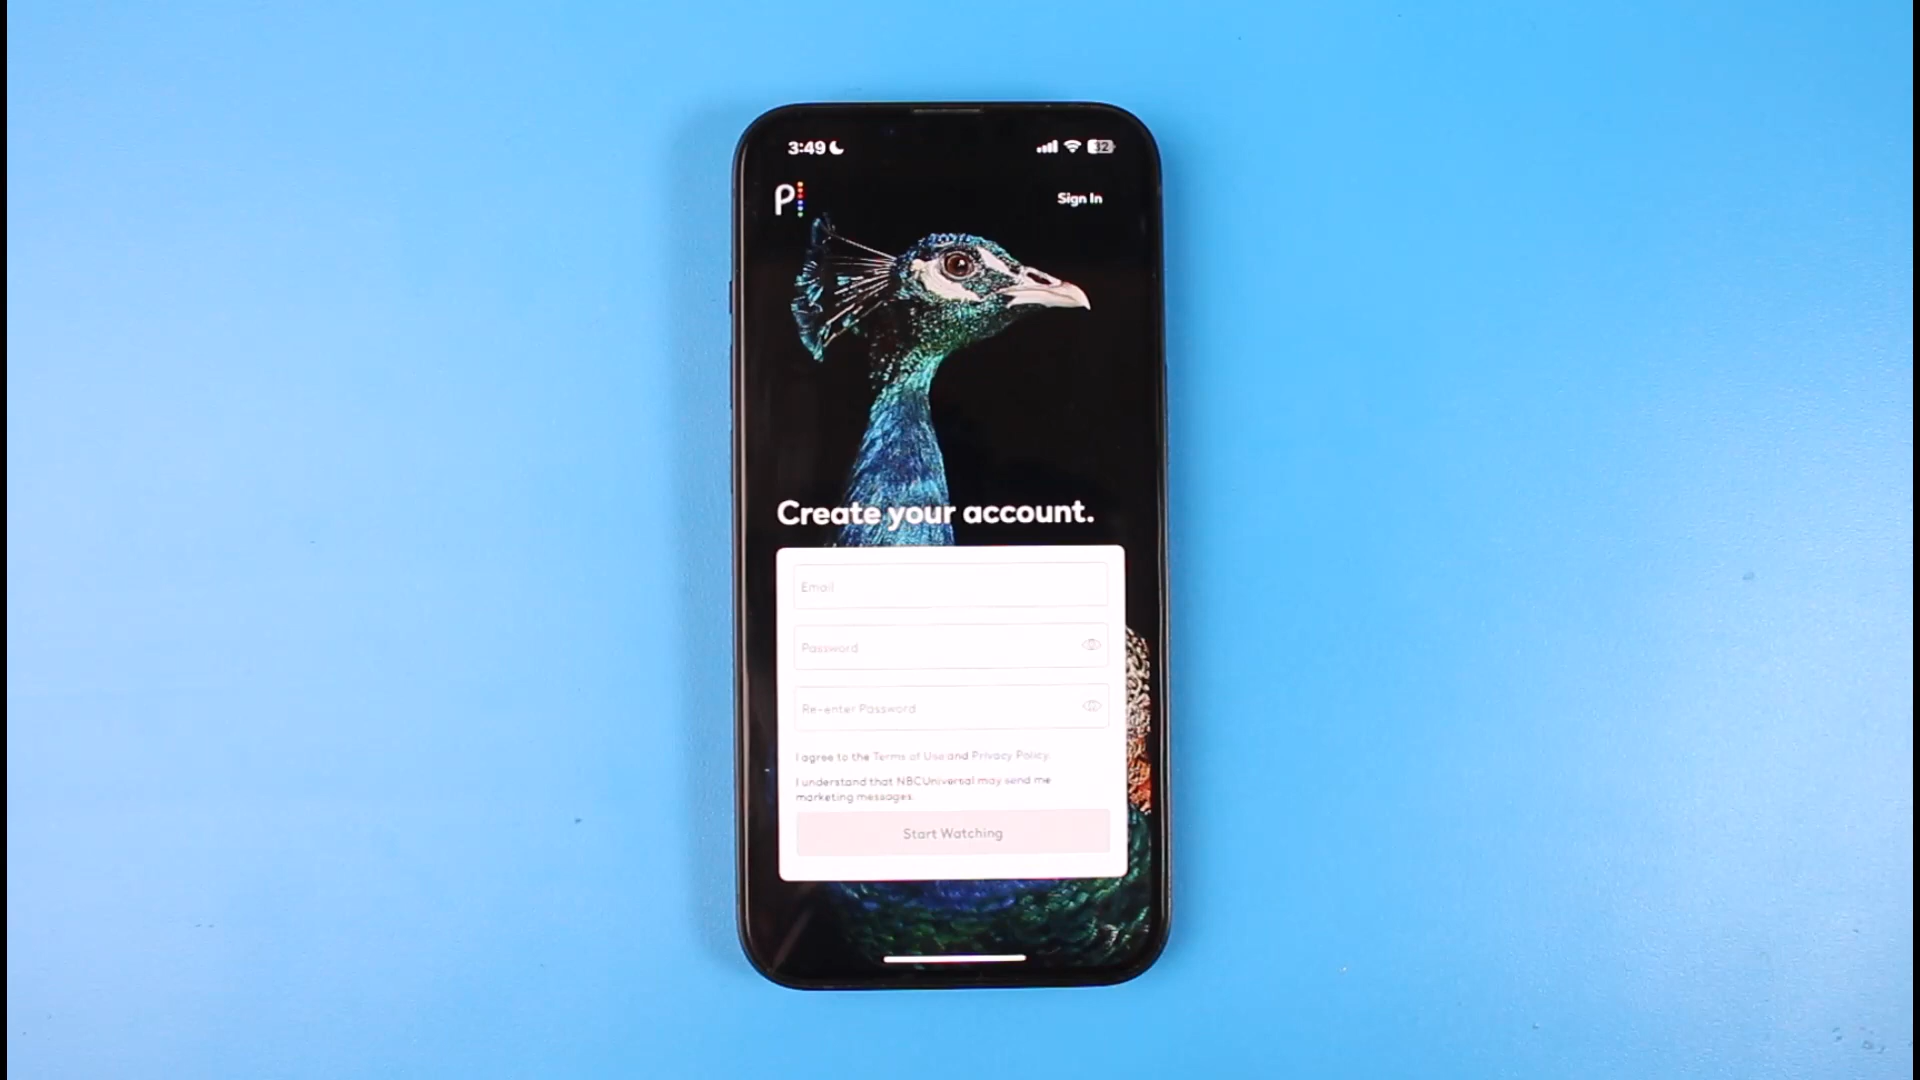 3:49
32
P
Sign In
Create your account.
Email
Password
Re-enter Password
I agree to the Terms of Use and Privacy Policy.
I understand that NBCUniversal may send me
marketing messages.
Start Watching